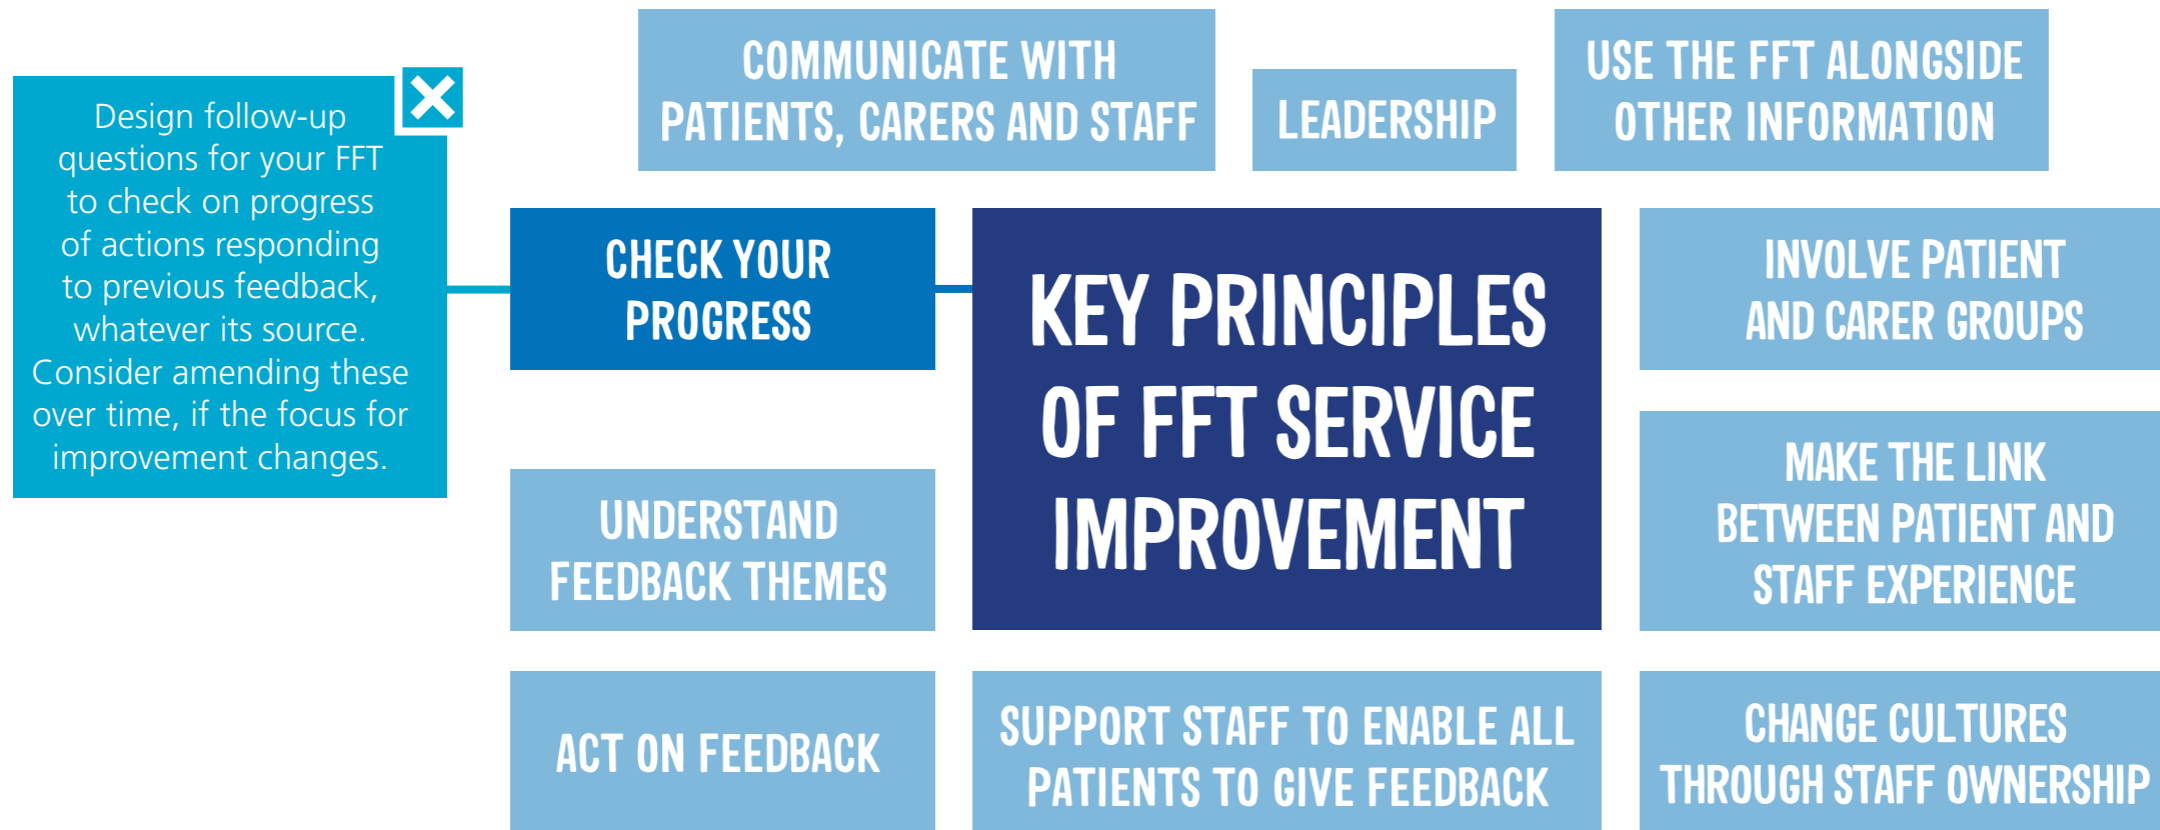 COMMUNICATE WITH
PATIENTS, CARERS AND STAFF
LEADERSHIP
USE THE FFT ALONGSIDE
OTHER INFORMATION
Design follow-up
questions for your FFT
to check on progress
of actions responding
to previous feedback,
whatever its source.
Consider amending these
over time, if the focus for
improvement changes.
CHECK YOUR
PROGRESS
KEY PRINCIPLES
OF FFT SERVICE
IMPROVEMENT
INVOLVE PATIENT
AND CARER GROUPS
UNDERSTAND
FEEDBACK THEMES
MAKE THE LINK
BETWEEN PATIENT AND
STAFF EXPERIENCE
ACT ON FEEDBACK
SUPPORT STAFF TO ENABLE ALL
PATIENTS TO GIVE FEEDBACK
CHANGE CULTURES
THROUGH STAFF OWNERSHIP